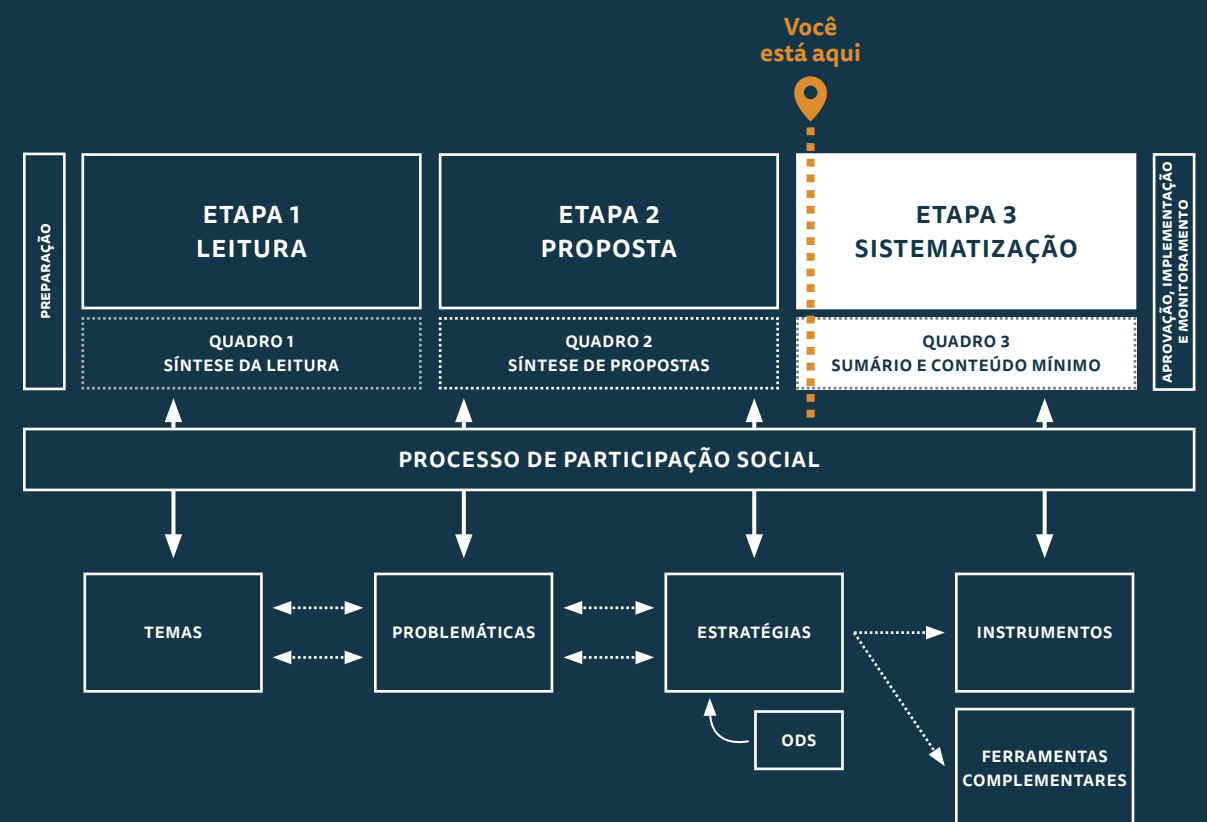 Você
está aqui
PREPARAÇÃO
ETAPA 1
LEITURA
ETAPA 2
PROPOSTA
ETAPA 3
SISTEMATIZAÇÃO
APROVAÇÃO, IMPLEMENTAÇÃO
E MONITORAMENTO
QUADRO 1
SÍNTESE DA LEITURA
QUADRO 2
SÍNTESE DE PROPOSTAS
QUADRO 3
SUMÁRIO E CONTEÚDO MÍNIMO
PROCESSO DE PARTICIPAÇÃO SOCIAL
TEMAS
PROBLEMÁTICAS
ESTRATÉGIAS
INSTRUMENTOS
ODS
FERRAMENTAS
COMPLEMENTARES